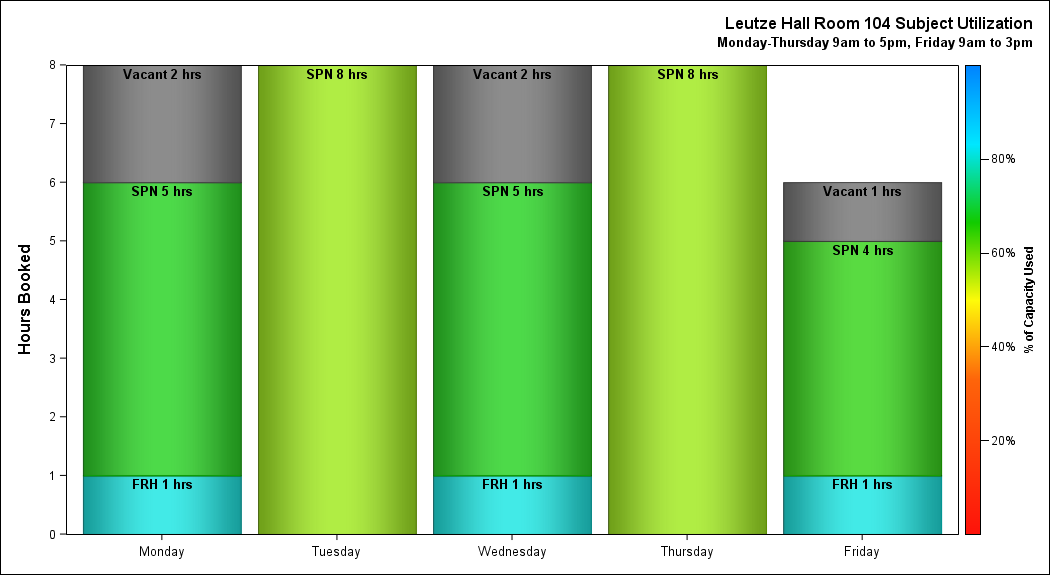 Leutze Hall Room 104 Subject Utilization
Monday-Thursday 9am to 5pm, Friday 9am to 3pm
Hours Booked
8
7
6
5
4
3
2
1
0
Vacant 2 hrs
SPN 5 hrs
FRH 1 hrs
SPN 8 hrs
Vacant 2 hrs
SPN 5 hrs
FRH 1 hrs
SPN 8 hrs
Vacant 1 hrs
SPN 4 hrs
FRH 1 hrs
Monday
Tuesday
Wednesday
Thursday
Friday
80%
60%
40%
20%
% of Capacity Used